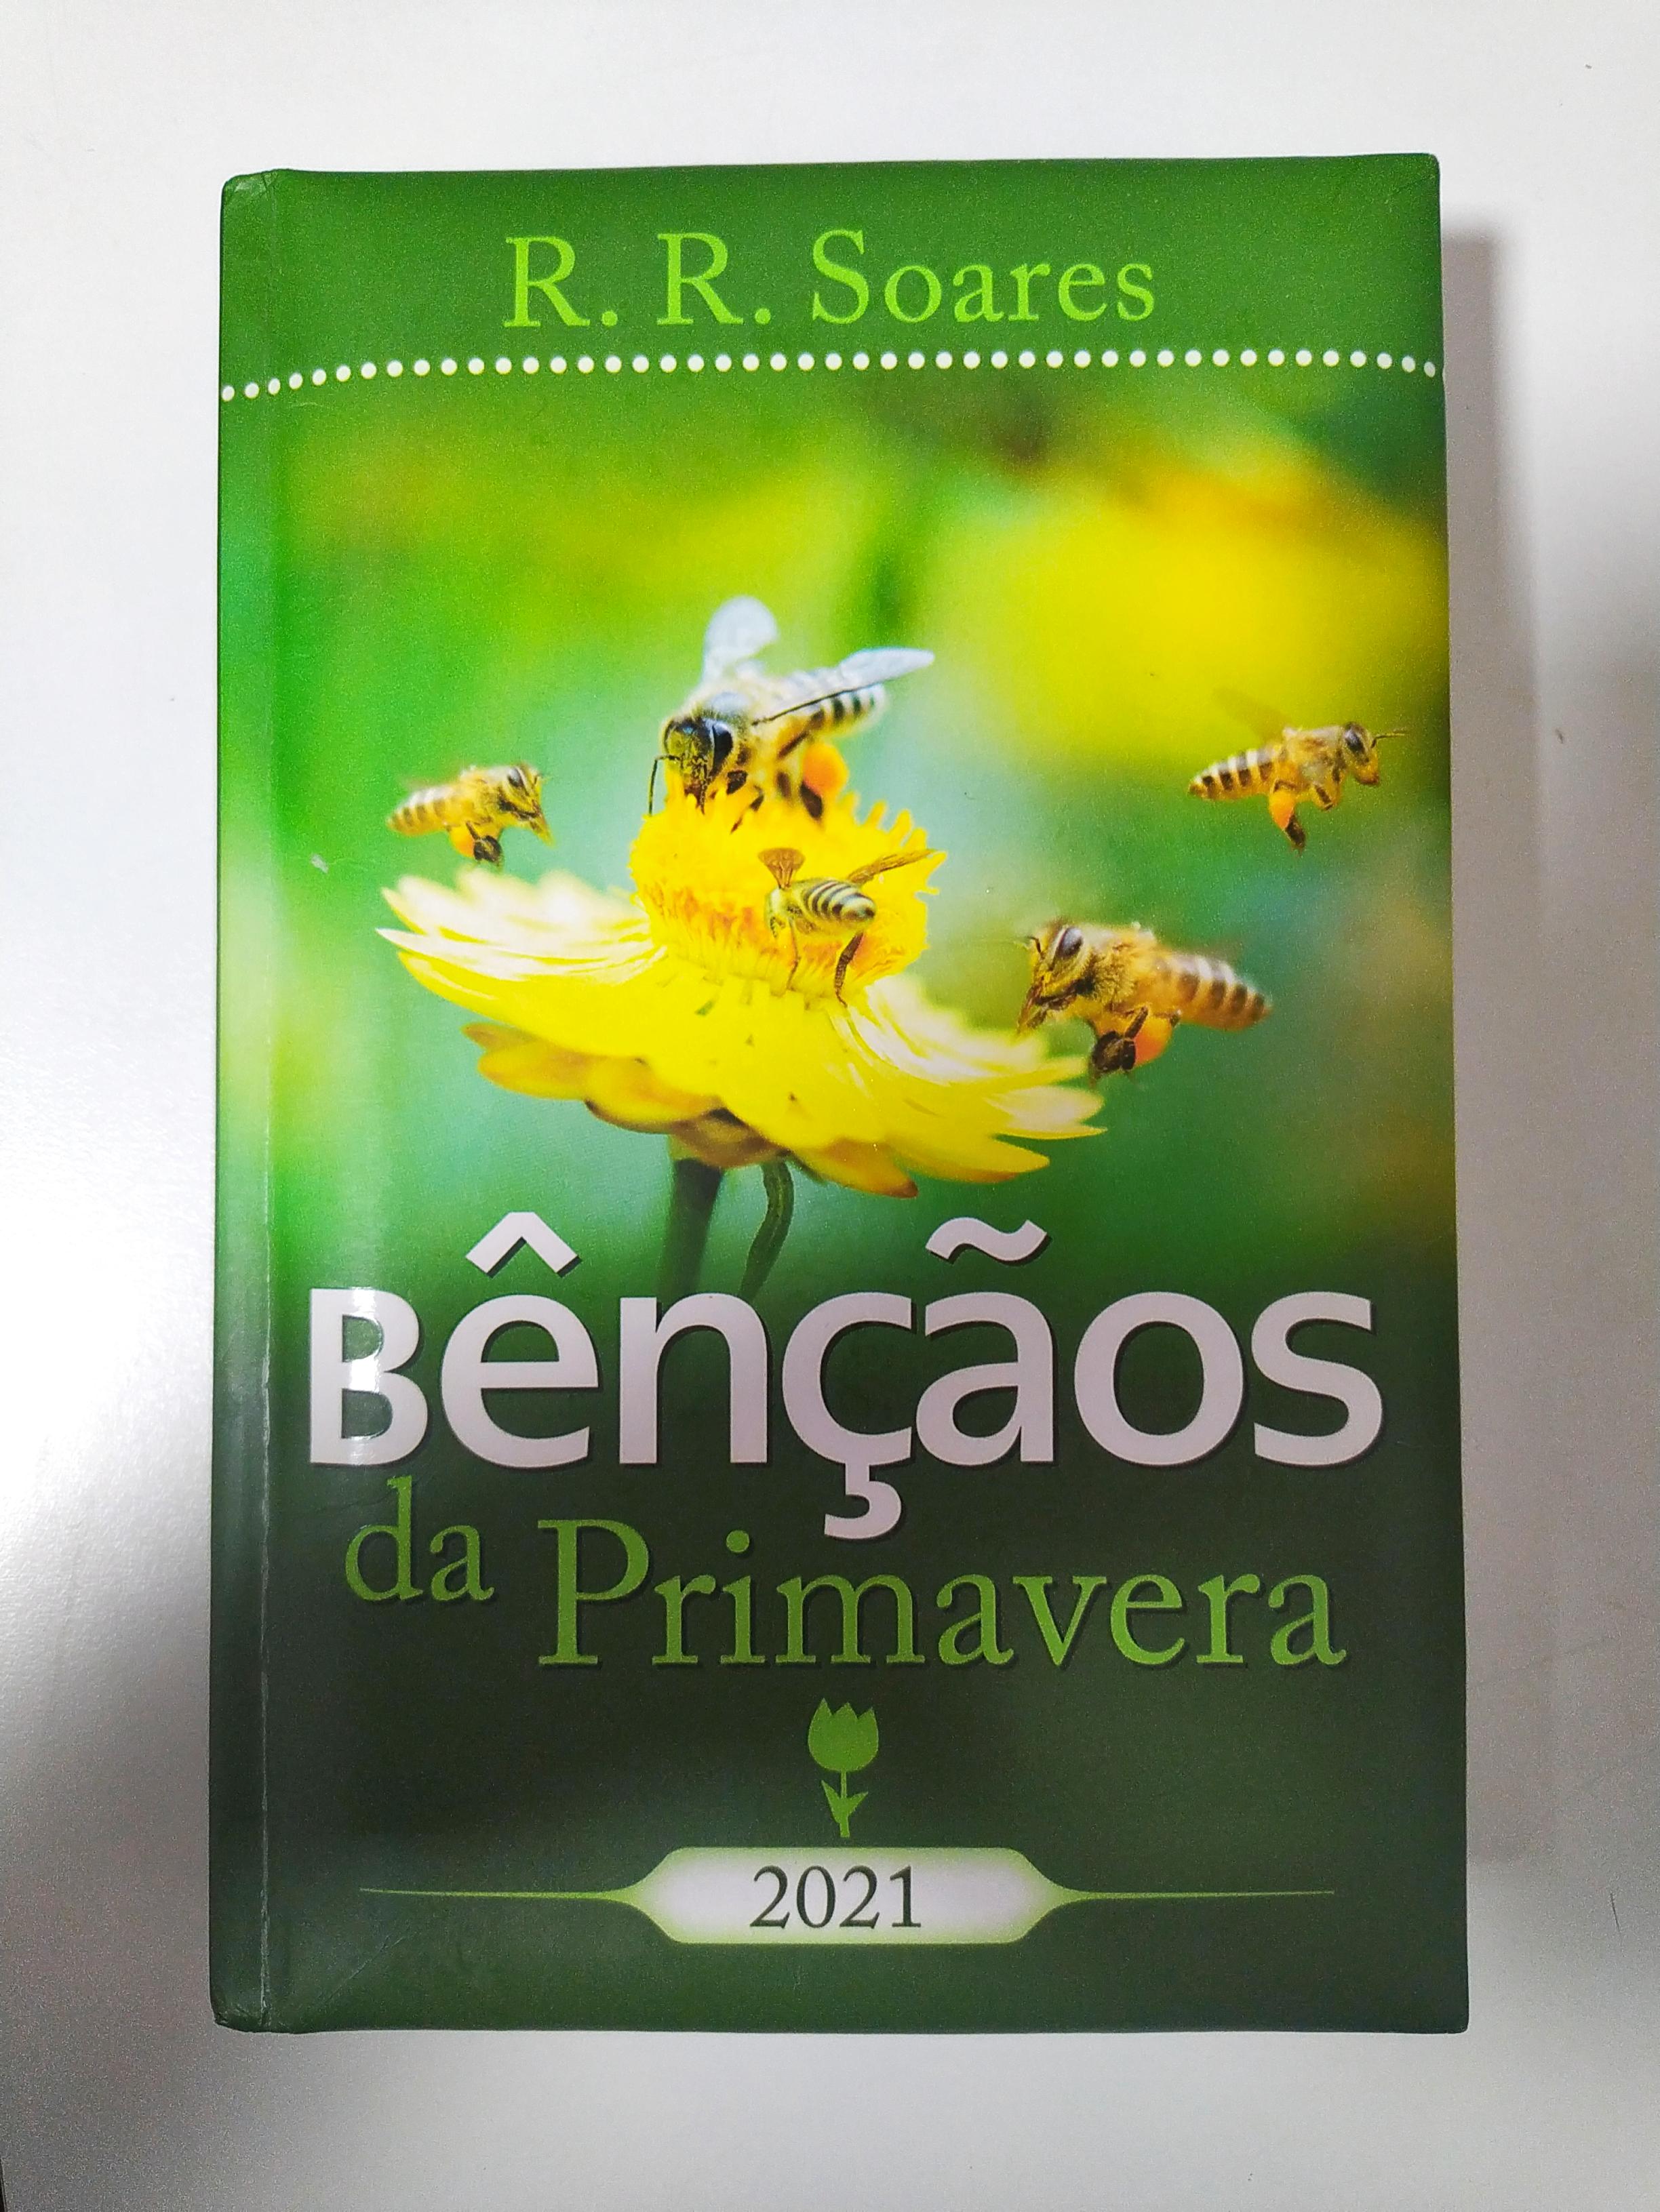 R. R. Soares
Bênçãos
da Primavera
2021